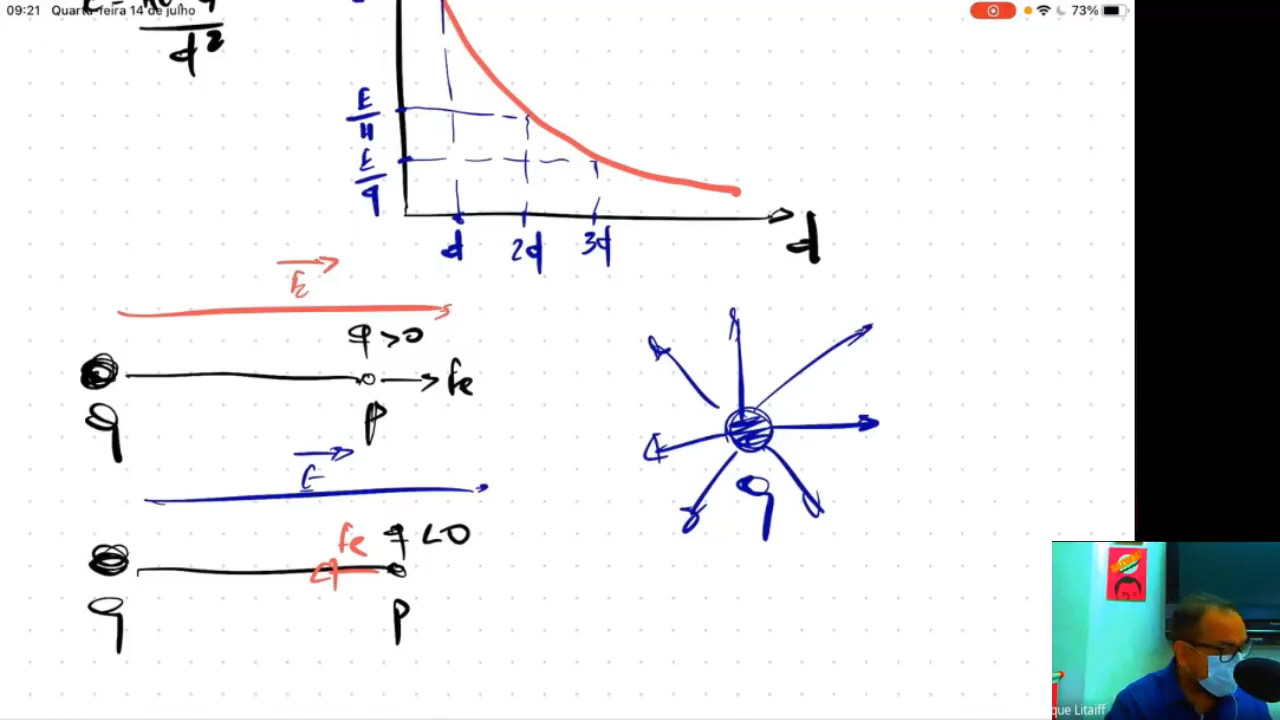 09:21 Quarta-feira 14 de julho
73%
d²
E/4
E/9
d 2d 3d
d
E
q > 0
fe
q P
E
fe q < 0
q P
q
que Litaiff